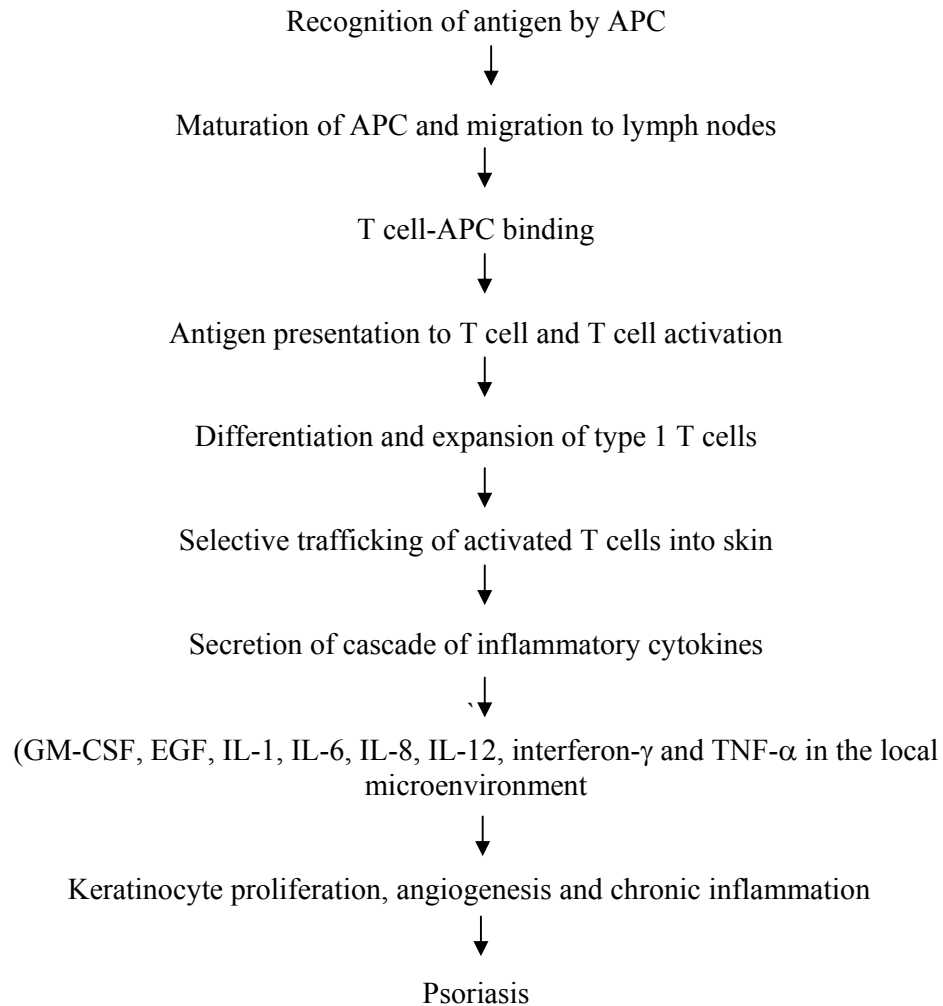 Recognition of antigen by APC
Maturation of APC and migration to lymph nodes
T cell-APC binding
Antigen presentation to T cell and T cell activation
Differentiation and expansion of type 1 T cells
Selective trafficking of activated T cells into skin
Secretion of cascade of inflammatory cytokines
`
(GM-CSF, EGF, IL-1, IL-6, IL-8, IL-12, interferon-γ and TNF-α in the local
microenvironment
Keratinocyte proliferation, angiogenesis and chronic inflammation
Psoriasis